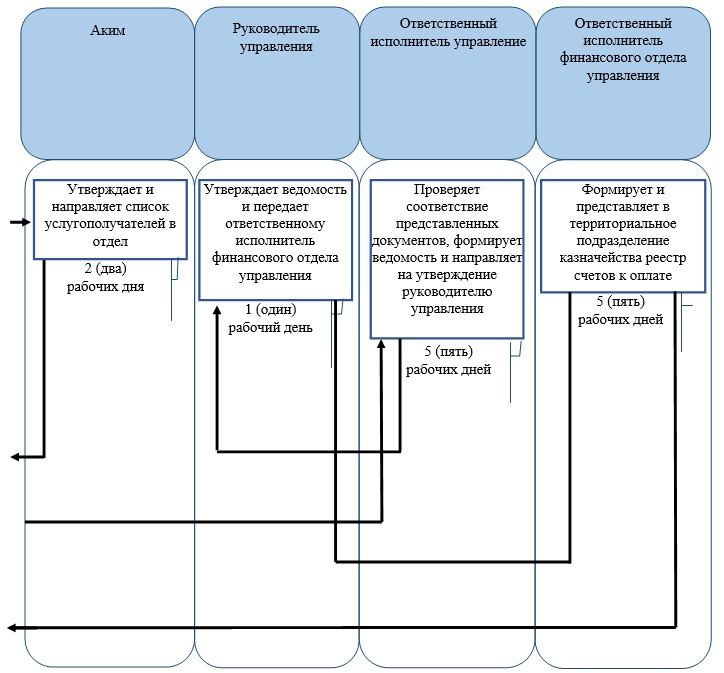 Аким
Руководитель
управления
Ответственный
исполнитель управление
Ответственный
исполнитель
финансового отдела
управления
Утверждает и
направляет список
услугополучателей в
отдел
2 (два)
рабочих дня
Утверждает ведомость
и передает
ответственному
исполнитель
финансового отдела
управления
1 (один)
рабочий день
Проверяет
соответствие
представленных
документов, формирует
ведомость и направляет
на утверждение
руководителю
управления
5 (пять)
рабочих дней
Формирует и
представляет в
территориальное
подразделение
казначейства реестр
счетов к оплате
5 (пять)
рабочих дней